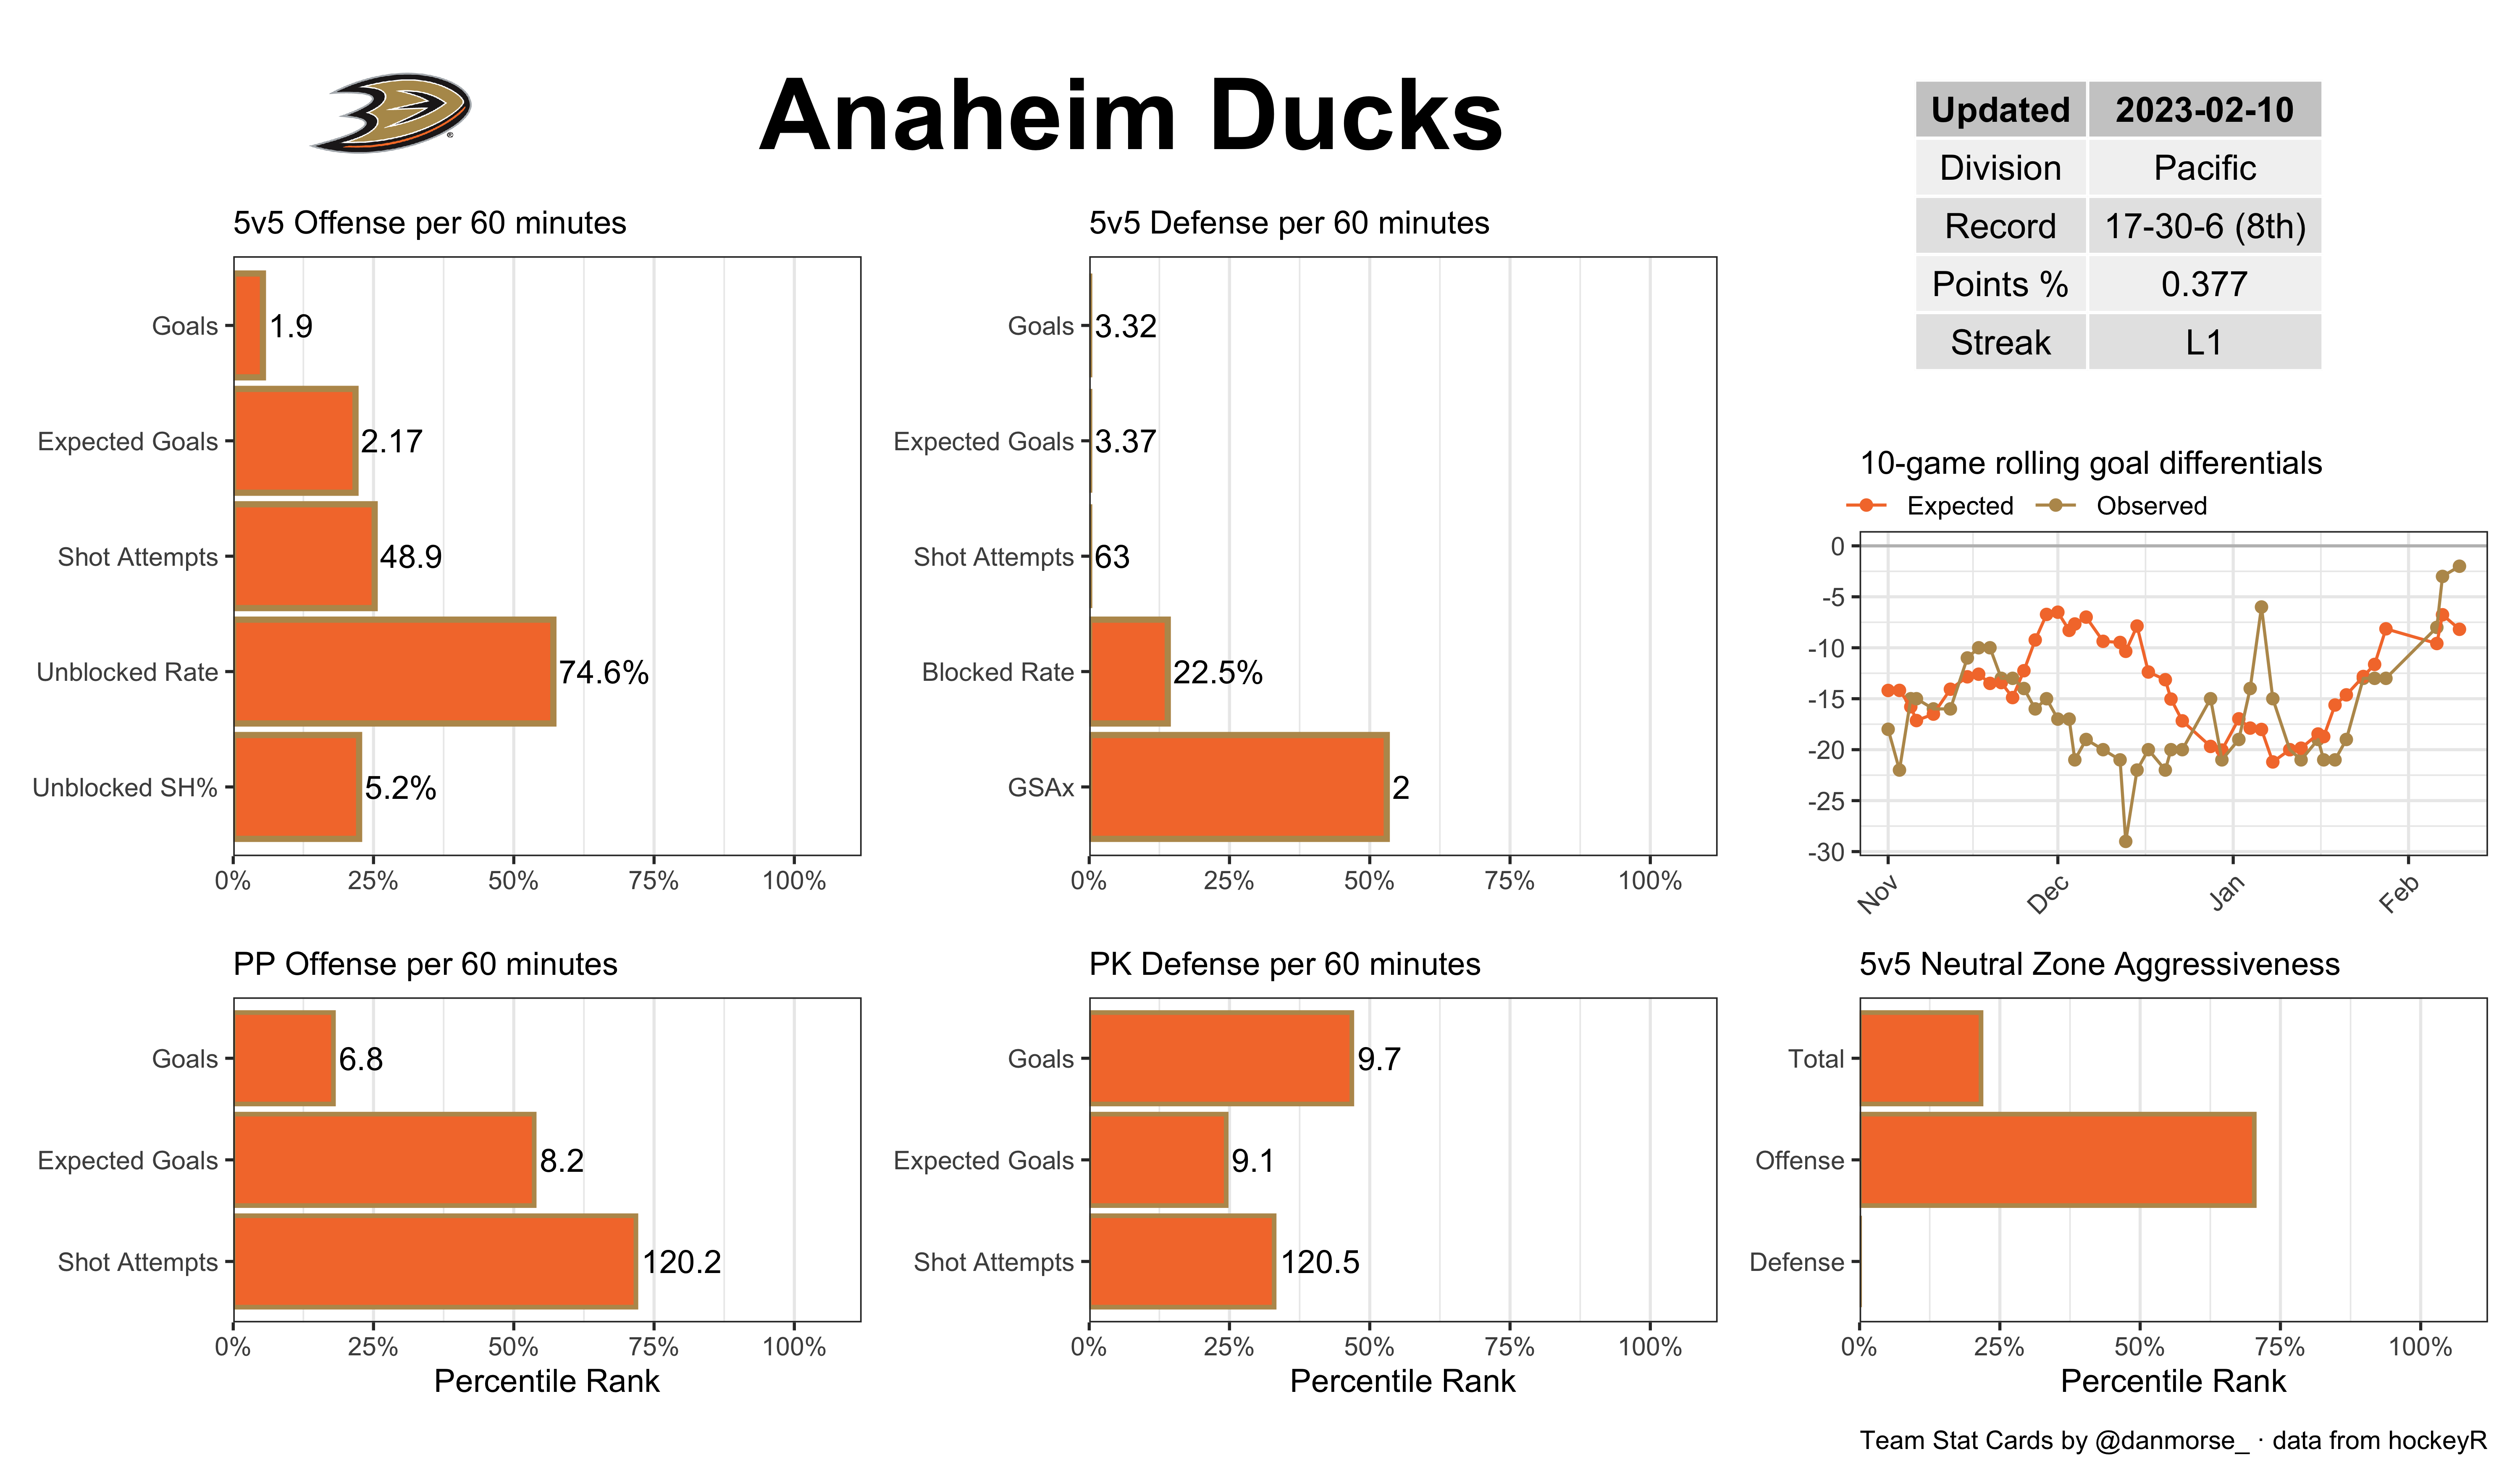 Anaheim Ducks
Updated 2023-02-10
Division Pacific
Record 17-30-6 (8th)
Points % 0.377
Streak L1
5v5 Offense per 60 minutes
Goals 1.9
Expected Goals 2.17
Shot Attempts 48.9
Unblocked Rate 74.6%
Unblocked SH% 5.2%
0% 25% 50% 75% 100%
5v5 Defense per 60 minutes
Goals 3.32
Expected Goals 3.37
Shot Attempts 63
Blocked Rate 22.5%
GSAx 2
0% 25% 50% 75% 100%
10-game rolling goal differentials
Expected Observed
0
-5
-10
-15
-20
-25
-30
Nov Dec Jan Feb
PP Offense per 60 minutes
Goals 6.8
Expected Goals 8.2
Shot Attempts 120.2
0% 25% 50% 75% 100%
Percentile Rank
PK Defense per 60 minutes
Goals 9.7
Expected Goals 9.1
Shot Attempts 120.5
0% 25% 50% 75% 100%
Percentile Rank
5v5 Neutral Zone Aggressiveness
Total
Offense
Defense
0% 25% 50% 75% 100%
Percentile Rank
Team Stat Cards by @danmorse_ · data from hockeyR